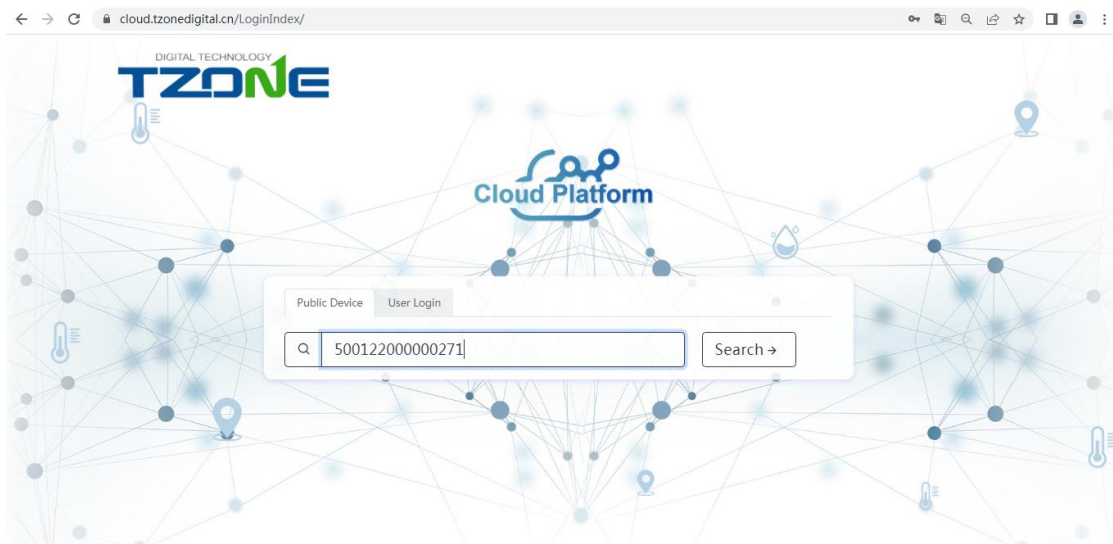 cloud.tzonedigital.cn/LoginIndex/
DIGITAL TECHNOLOGY
TZONE
Cloud Platform
Public Device User Login
500122000000271 Search →